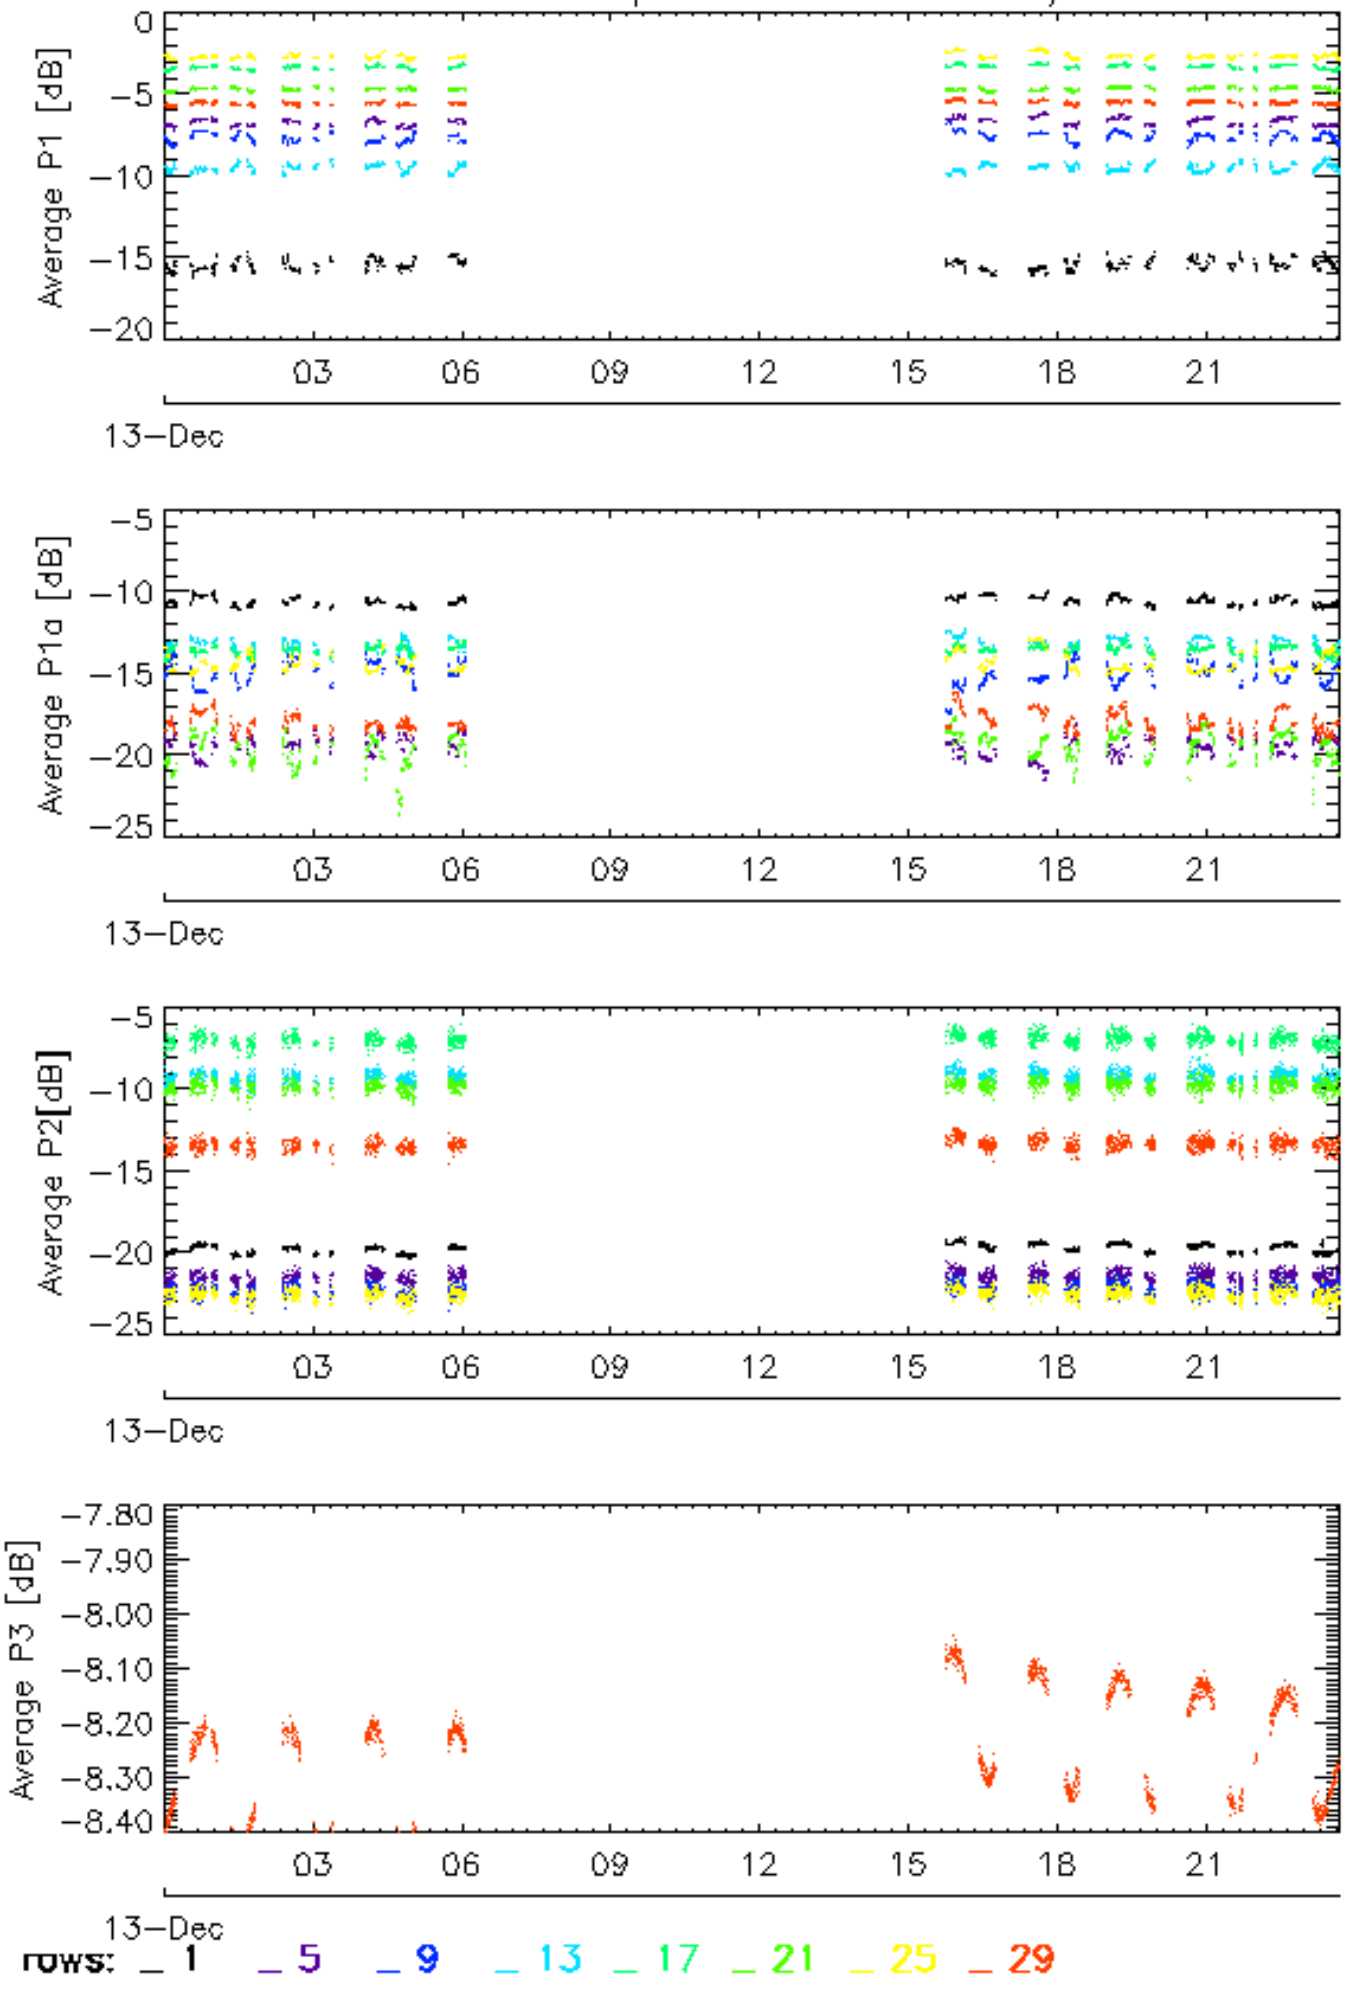 0
−5
−10
−15
−20
Average P1 [dB]
03 06 09 12 15 18 21
13−Dec
−5
−10
−15
−20
−25
Average P1a [dB]
03 06 09 12 15 18 21
13−Dec
−5
−10
−15
−20
−25
Average P2[dB]
03 06 09 12 15 18 21
13−Dec
−7.80
−7.90
−8.00
−8.10
−8.20
−8.30
−8.40
Average P3 [dB]
03 06 09 12 15 18 21
13−Dec
rows: _ 1 _ 5 _ 9 _ 13 _ 17 _ 21 _ 25 _ 29